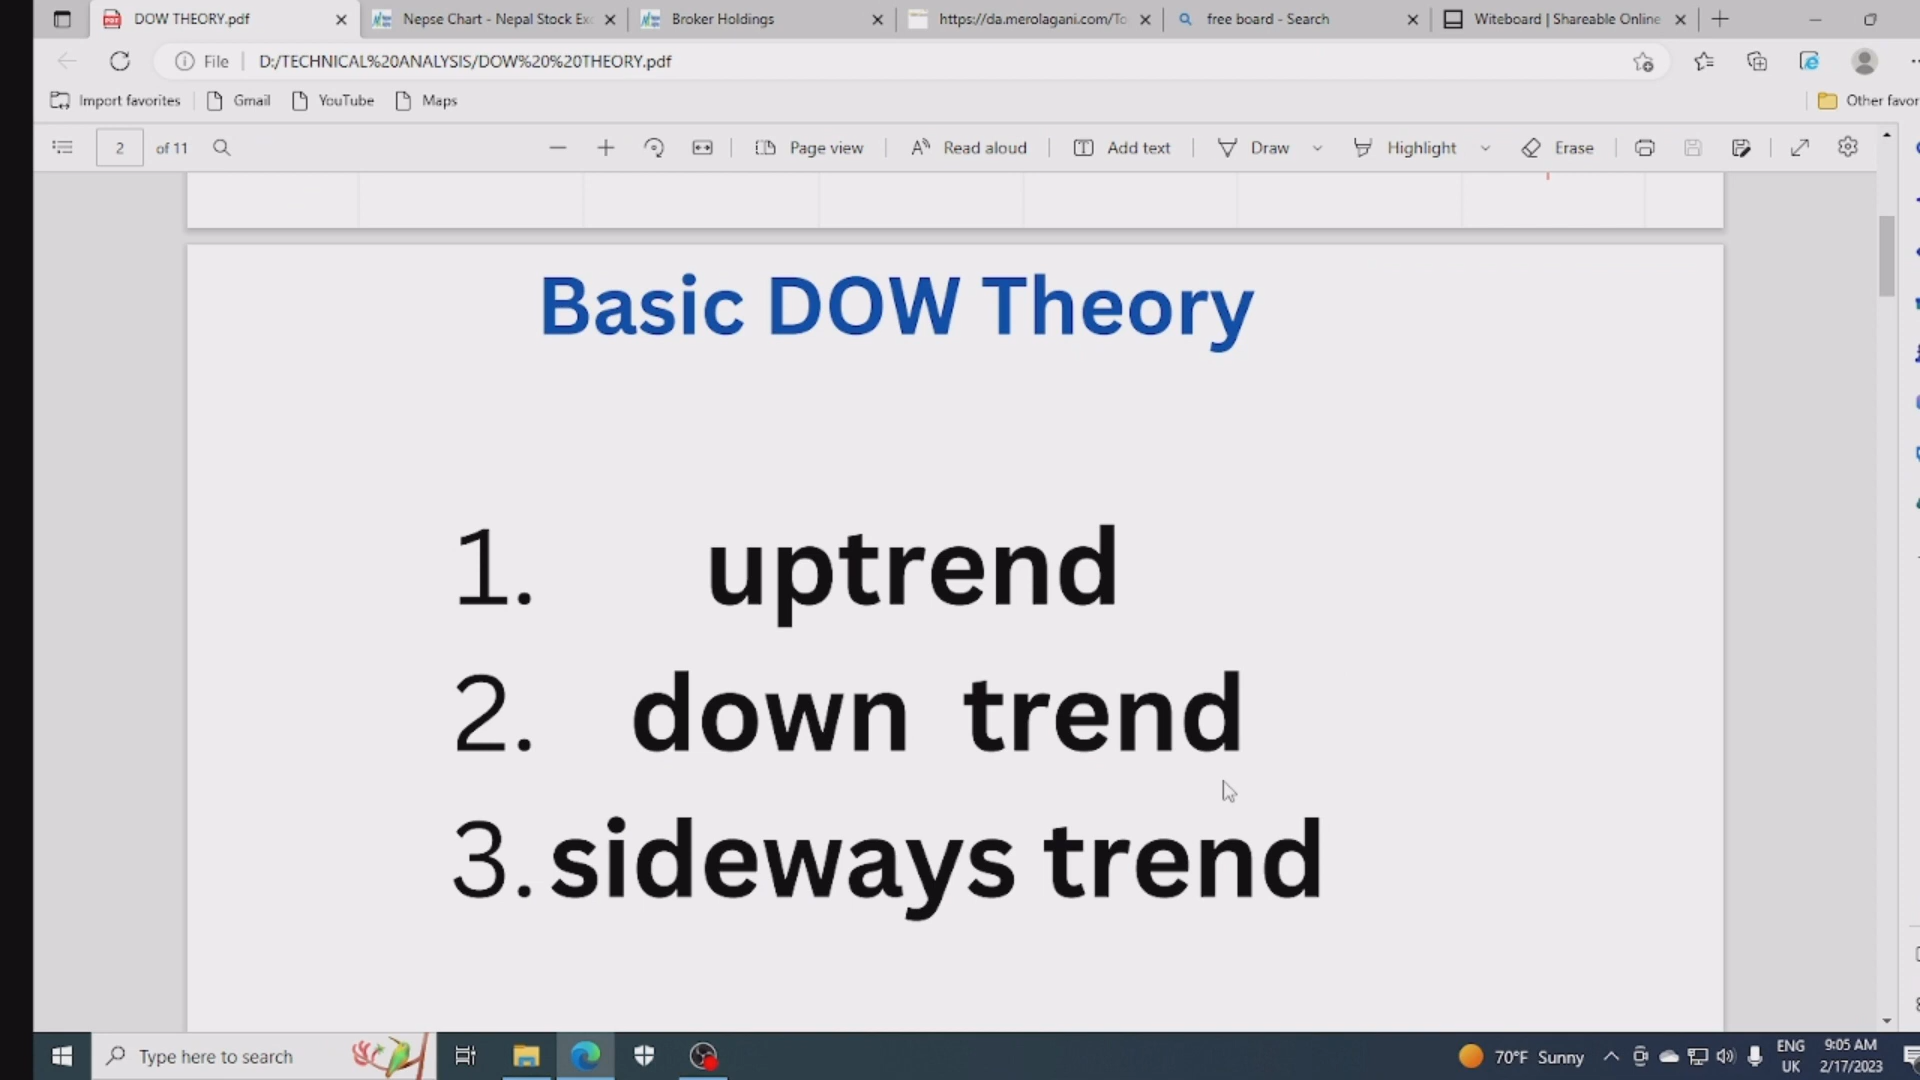 DOW THEORY.pdf
Nepse Chart - Nepal Stock Ex
Broker Holdings
https://da.merolagani.com/To
free board - Search
Witeboard | Shareable Online
File
D:/TECHNICAL%20ANALYSIS/DOW%20%20THEORY.pdf
Import favorites
Gmail
YouTube
Maps
Other favor
2 of 11
Page view
Read aloud
Add text
Draw
Highlight
Erase
Basic DOW Theory
1. uptrend
2. down trend
3. sideways trend
Type here to search
70°F Sunny
ENG
UK
9:05 AM
2/17/2023